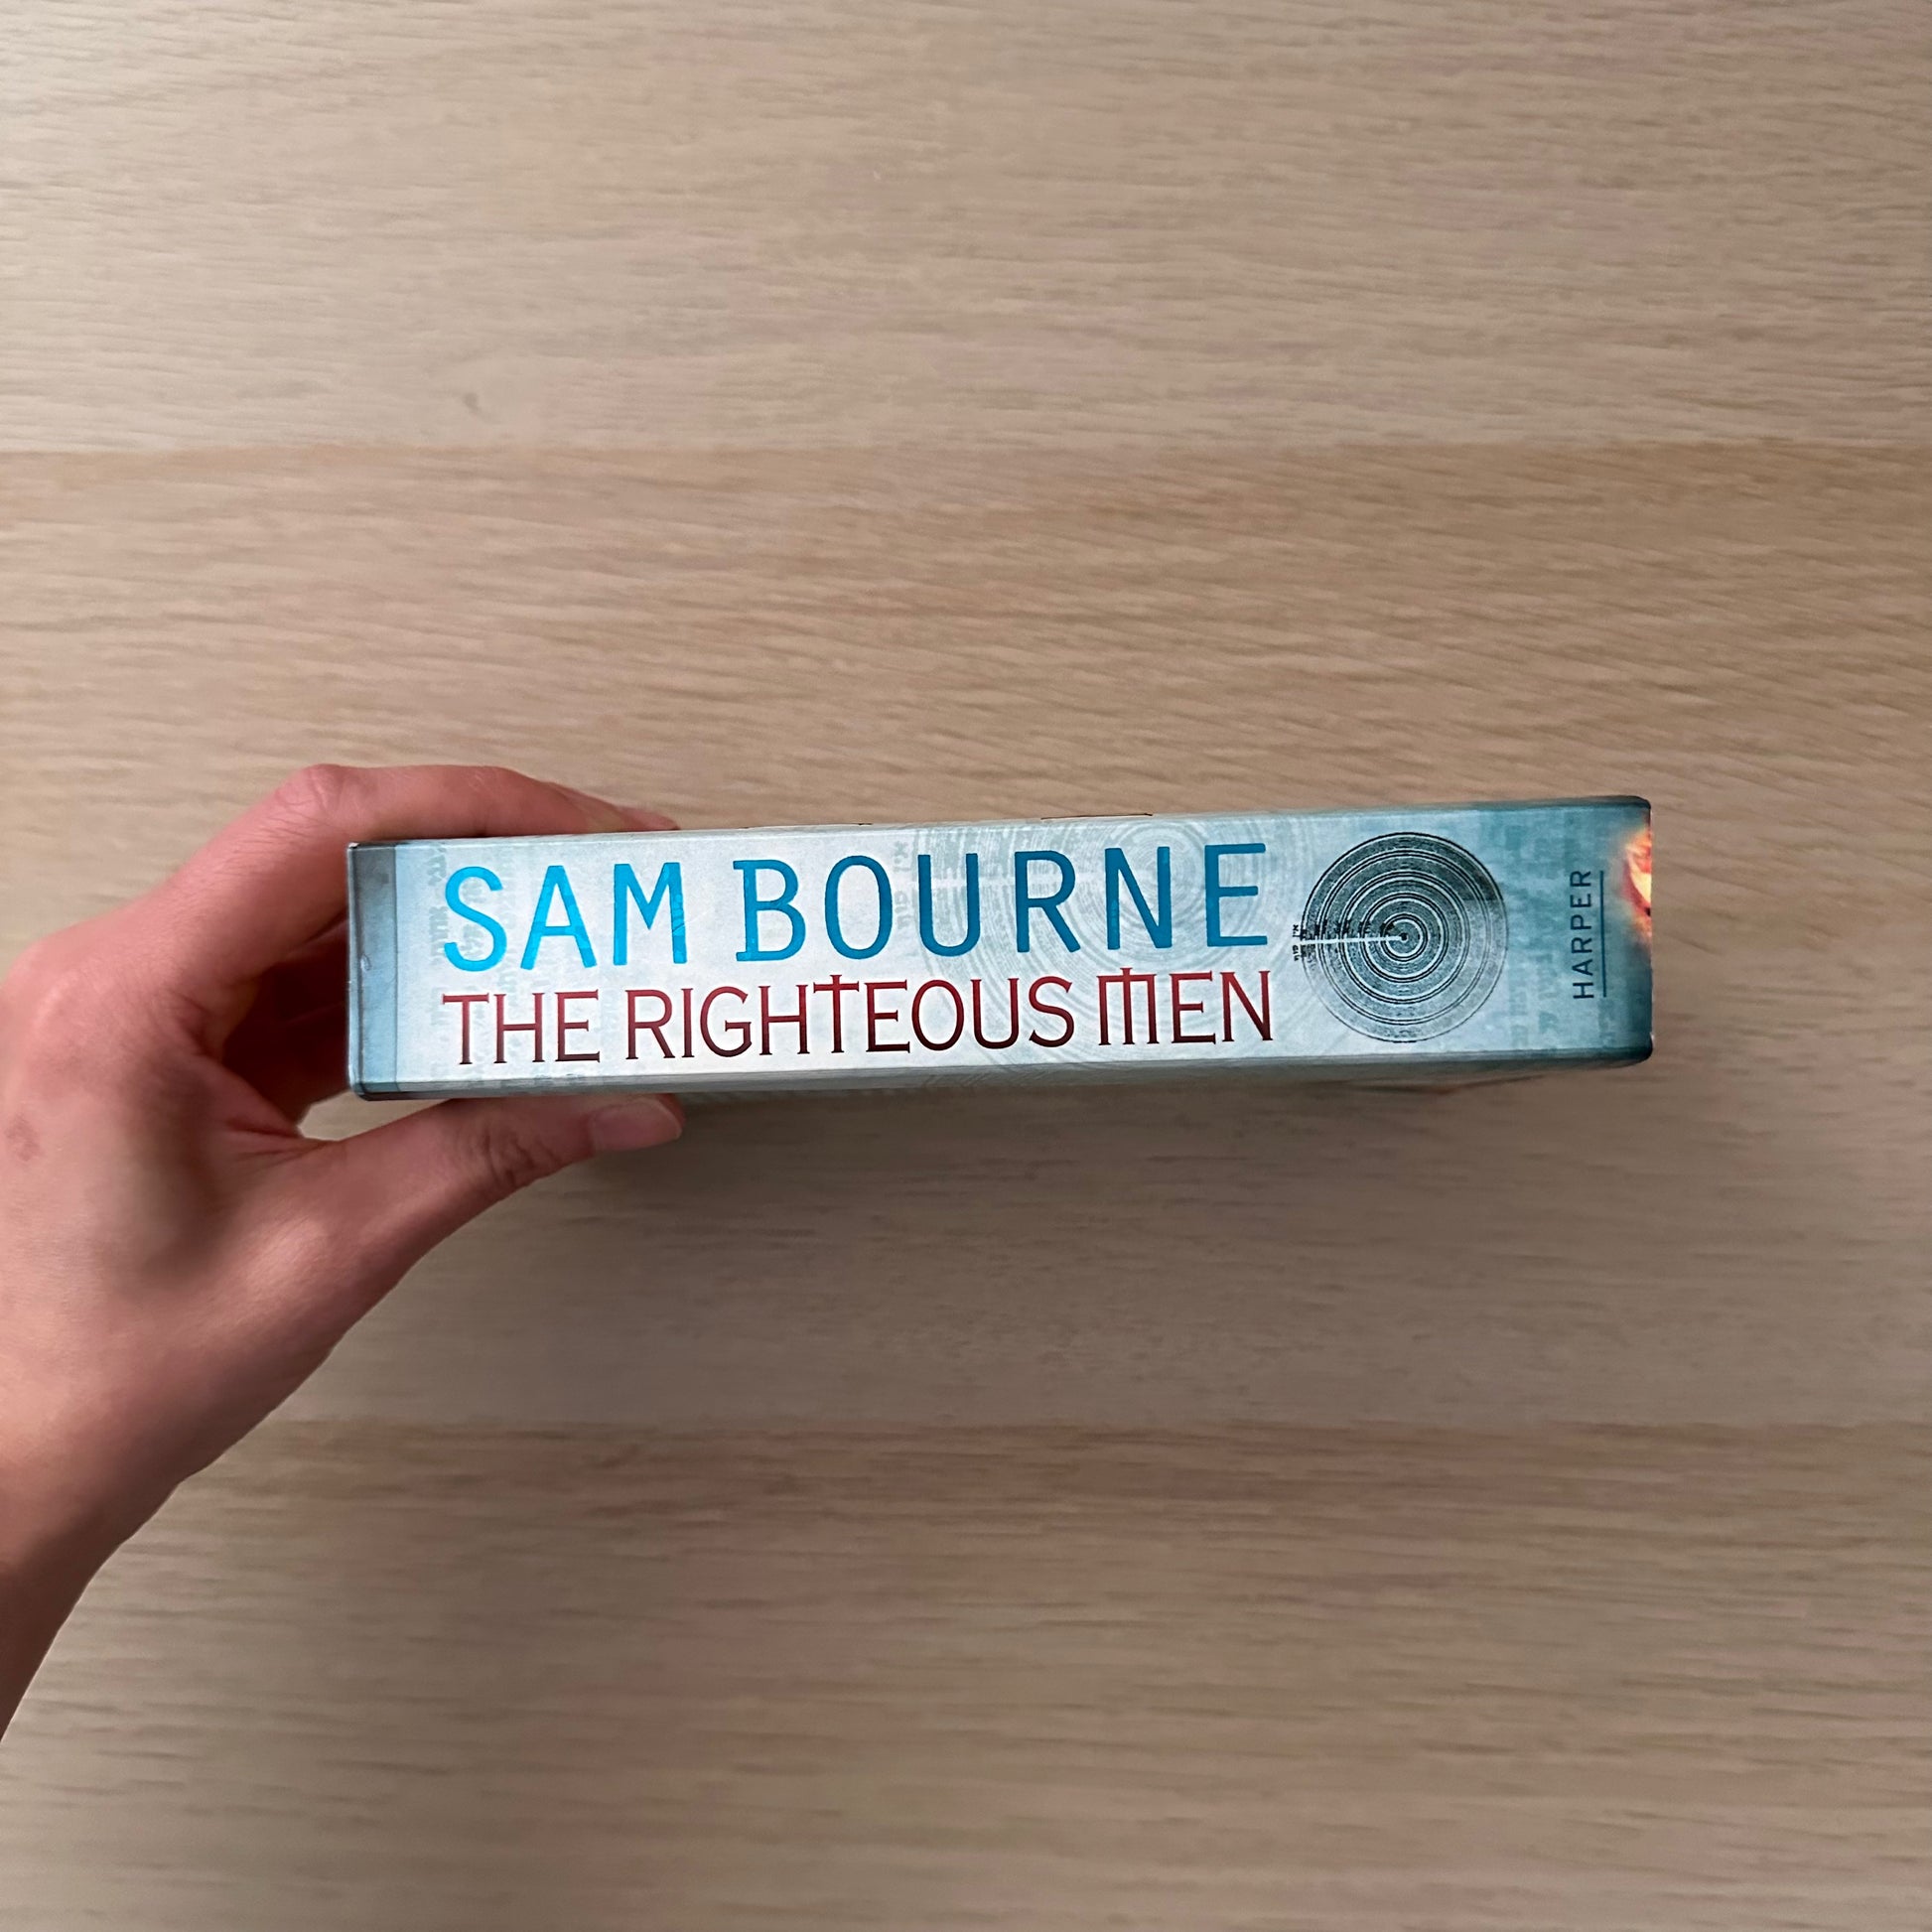 SAM BOURNE
THE RIGHTEOUS MEN
HARPER